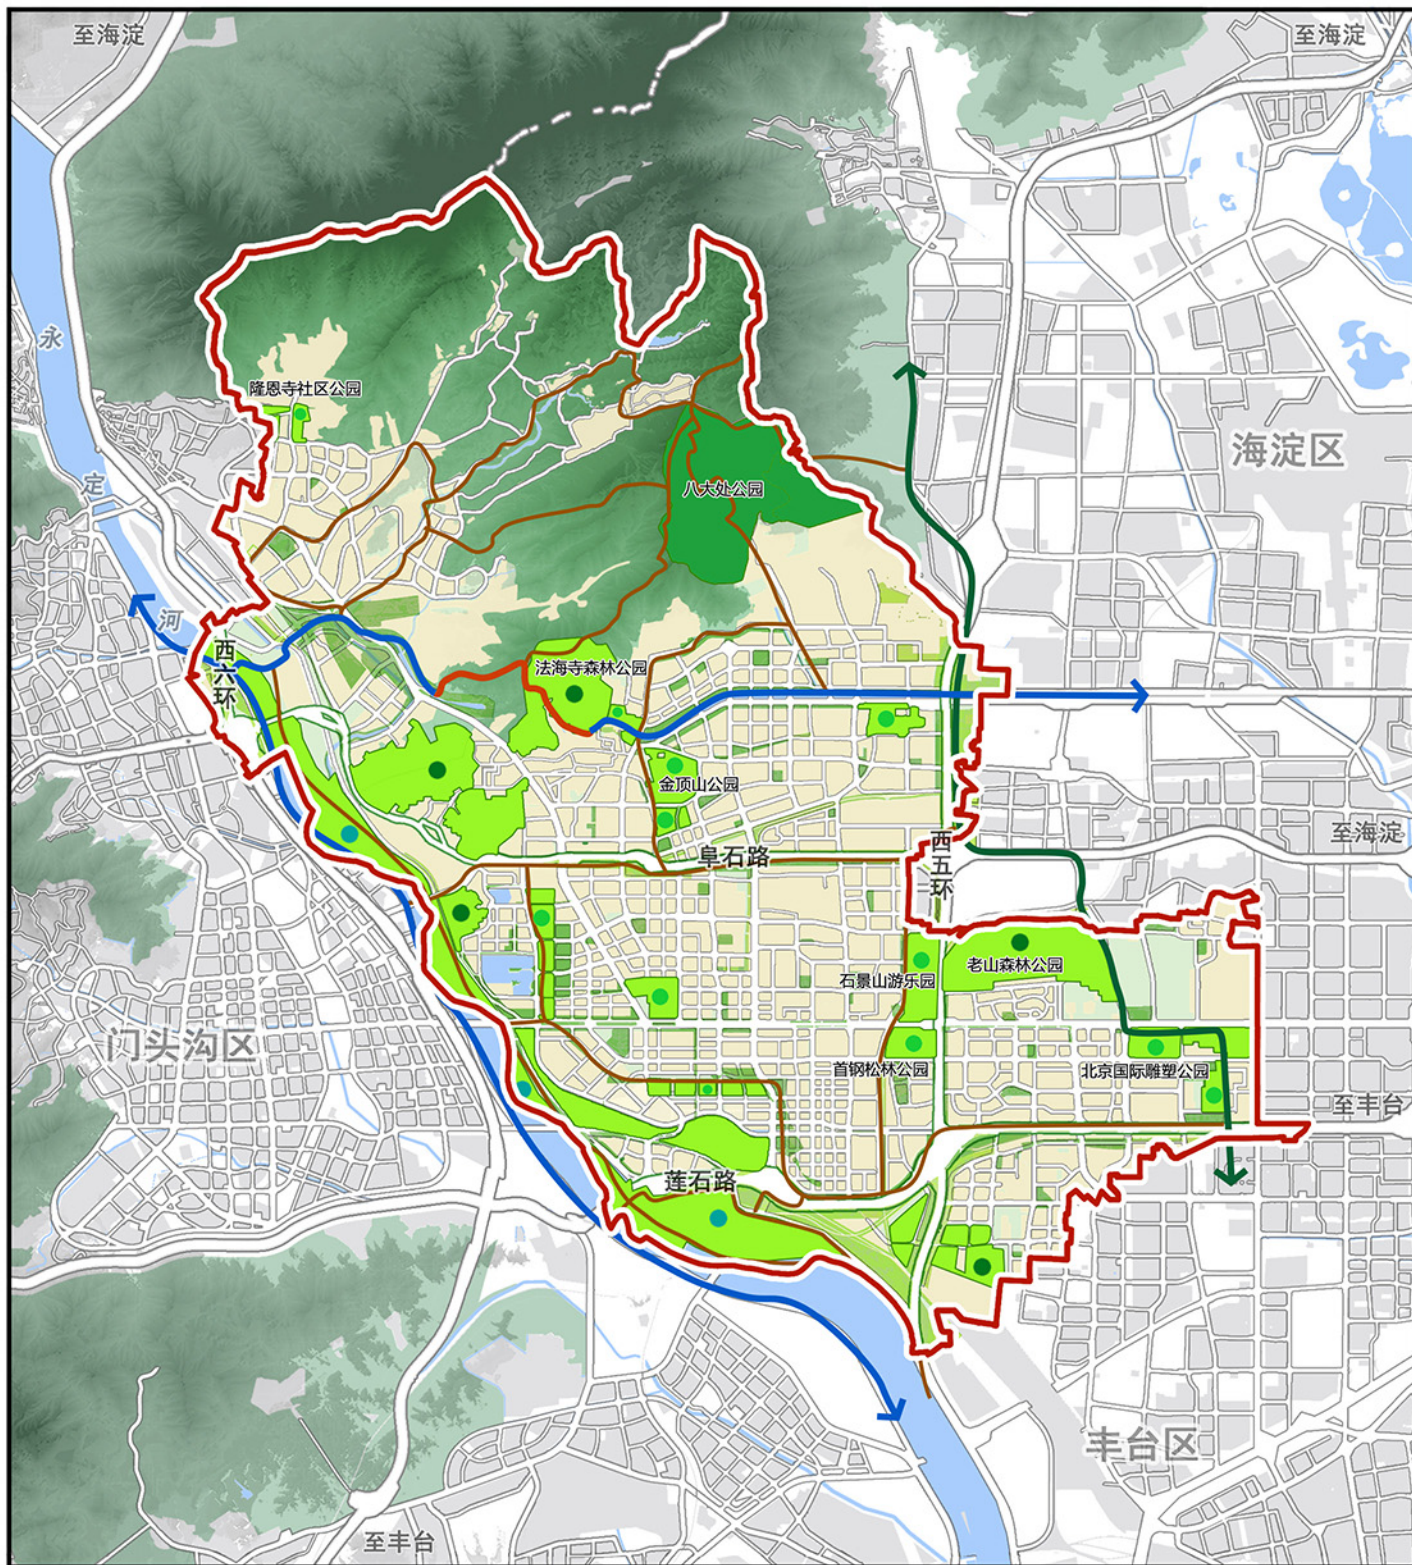 至海淀
至海淀
永
隆恩寺社区公园
海淀区
定
八大处公园
河
西六环
法海寺森林公园
金顶山公园
至海淀
阜石路
西五环
老山森林公园
石景山游乐园
门头沟区
首钢松林公园
北京国际雕塑公园
至丰台
莲石路
丰台区
至丰台